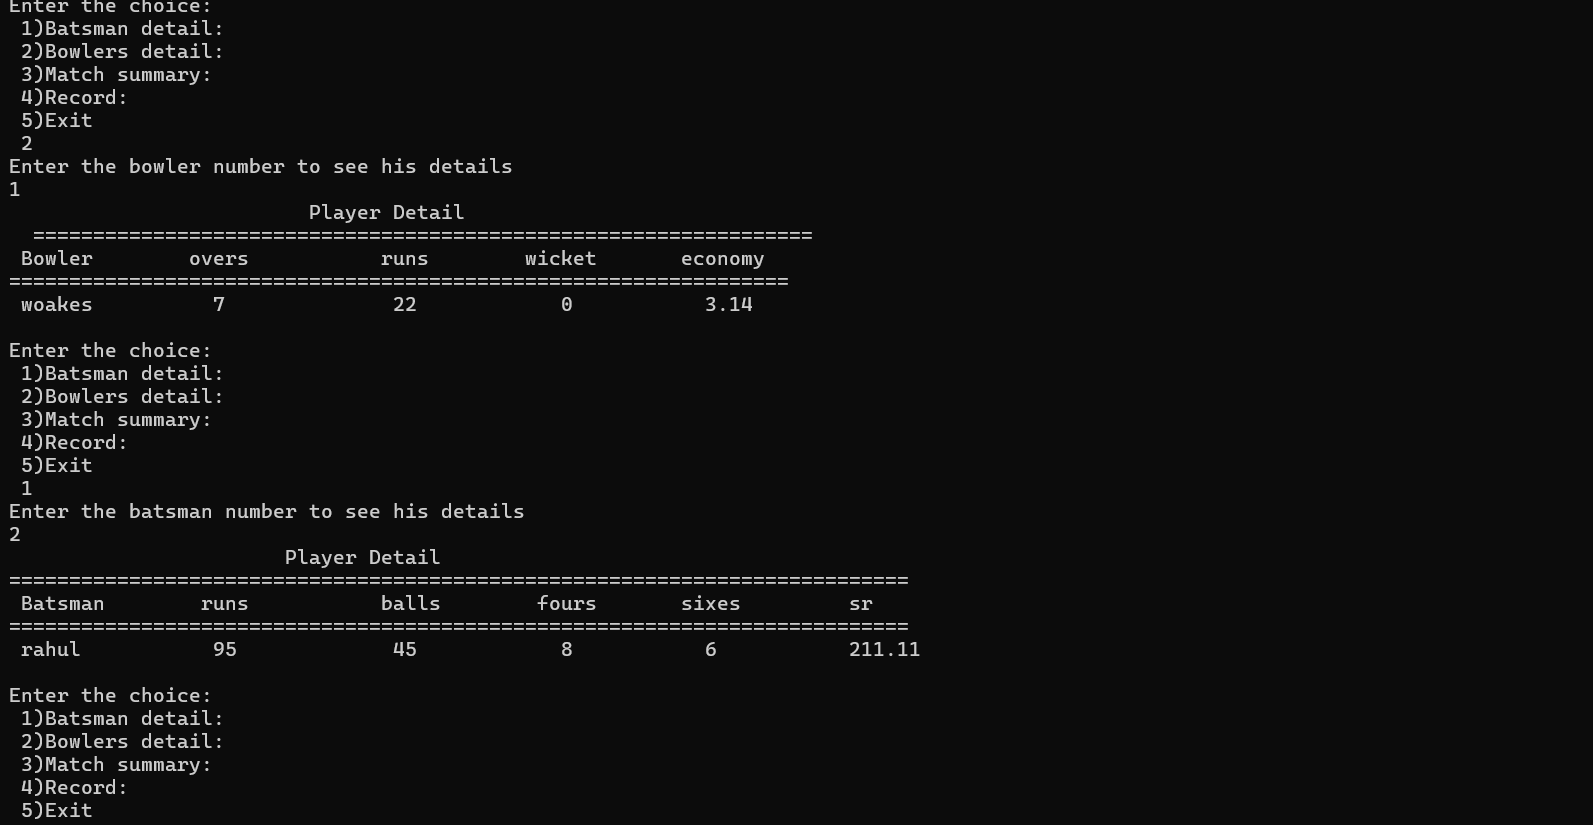 Enter the choice:
 1)Batsman detail:
 2)Bowlers detail:
 3)Match summary:
 4)Record:
 5)Exit
 2
Enter the bowler number to see his details
1
                         Player Detail
  =================================================================
 Bowler        overs           runs        wicket       economy
=================================================================
 woakes          7              22            0           3.14

Enter the choice:
 1)Batsman detail:
 2)Bowlers detail:
 3)Match summary:
 4)Record:
 5)Exit
 1
Enter the batsman number to see his details
2
                       Player Detail
===========================================================================
 Batsman        runs           balls        fours       sixes         sr
===========================================================================
 rahul           95             45            8           6           211.11

Enter the choice:
 1)Batsman detail:
 2)Bowlers detail:
 3)Match summary:
 4)Record:
 5)Exit